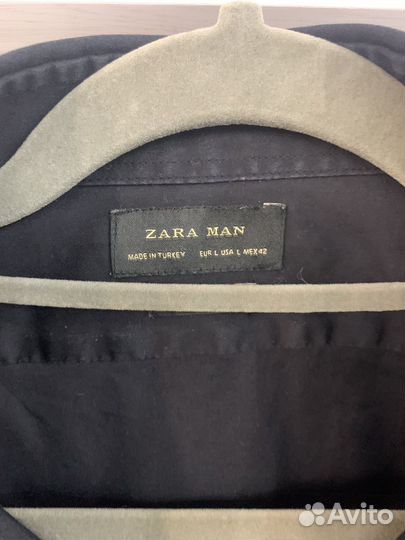 ZARA MAN
MADE IN TURKEY EUR L USA L MEX 42
Avito